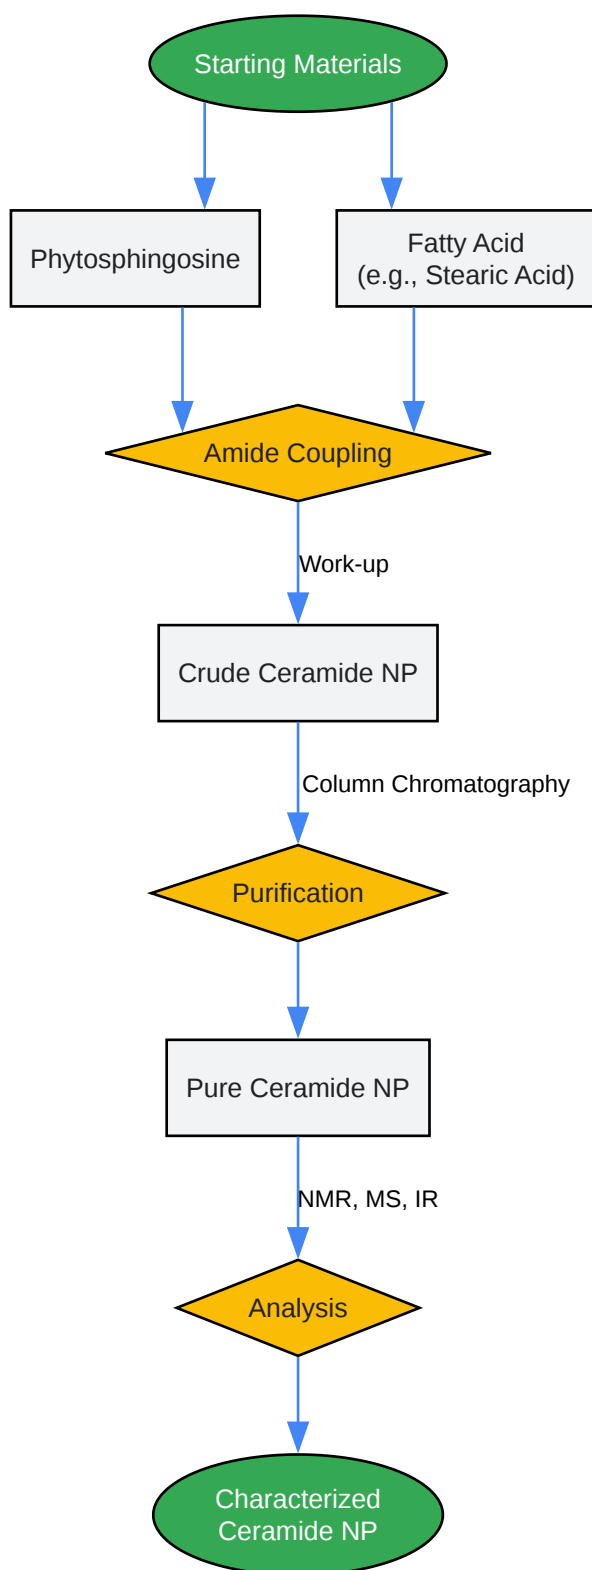 Starting Materials
Phytosphingosine
Fatty Acid
(e.g., Stearic Acid)
Amide Coupling
Work-up
Crude Ceramide NP
Column Chromatography
Purification
Pure Ceramide NP
NMR, MS, IR
Analysis
Characterized
Ceramide NP